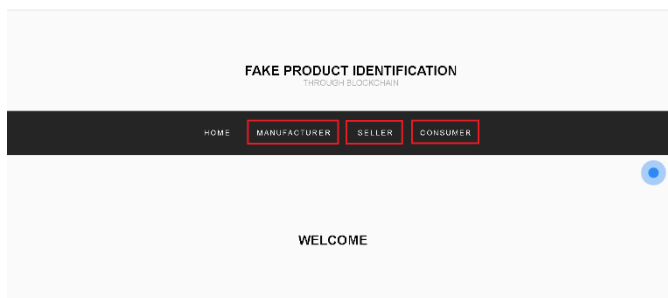 FAKE PRODUCT IDENTIFICATION
THROUGH BLOCKCHAIN
HOME MANUFACTURER SELLER CONSUMER
WELCOME